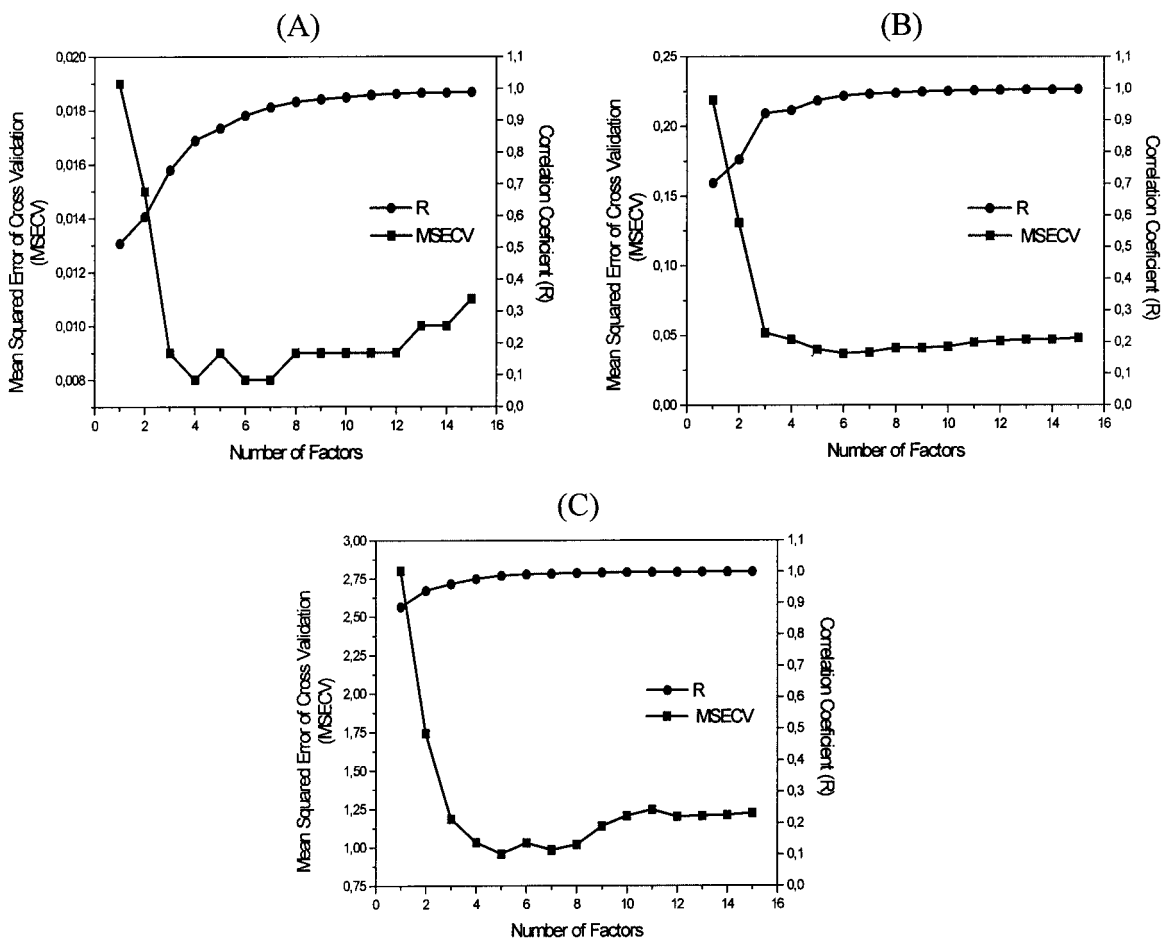 (A)
0,020
0,018
0,016
0,014
0,012
0,010
0,008
Mean Squared Error of Cross Validation
(MSECV)
1,1
1,0
0,9
0,8
0,7
0,6
0,5
0,4
0,3
0,2
0,1
0,0
Correlation Coeficient (R)
R
MSECV
0 2 4 6 8 10 12 14 16
Number of Factors
(B)
0,25
0,20
0,15
0,10
0,05
0,00
Mean Squared Error of Cross Validation
(MSECV)
1,1
1,0
0,9
0,8
0,7
0,6
0,5
0,4
0,3
0,2
0,1
0,0
Correlation Coeficient (R)
R
MSECV
0 2 4 6 8 10 12 14 16
Number of Factors
(C)
3,00
2,75
2,50
2,25
2,00
1,75
1,50
1,25
1,00
0,75
Mean Squared Error of Cross Validation
(MSECV)
1,1
1,0
0,9
0,8
0,7
0,6
0,5
0,4
0,3
0,2
0,1
0,0
Correlation Coeficient (R)
R
MSECV
0 2 4 6 8 10 12 14 16
Number of Factors